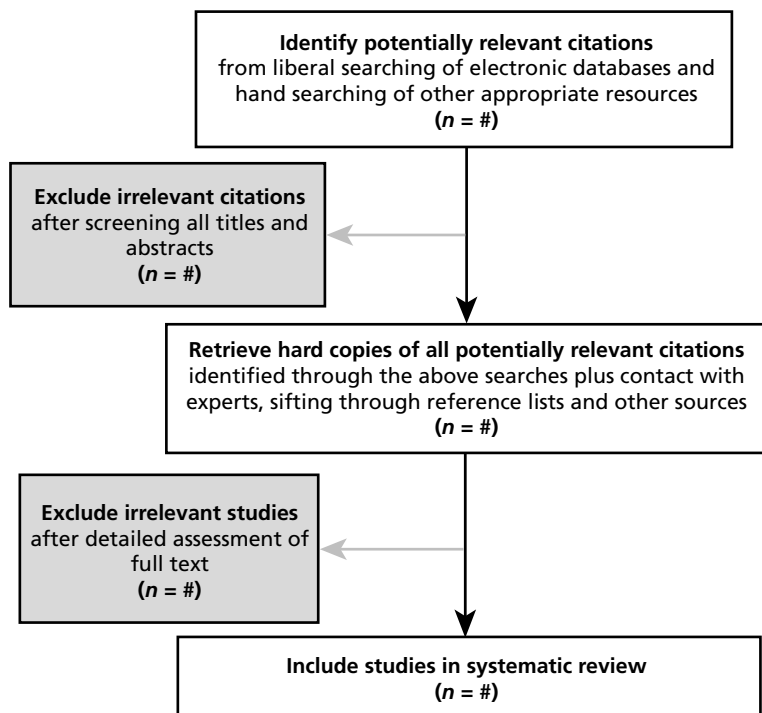 Identify potentially relevant citations
from liberal searching of electronic databases and
hand searching of other appropriate resources
(n = #)
Exclude irrelevant citations
after screening all titles and
abstracts
(n = #)
Retrieve hard copies of all potentially relevant citations
identified through the above searches plus contact with
experts, sifting through reference lists and other sources
(n = #)
Exclude irrelevant studies
after detailed assessment of
full text
(n = #)
Include studies in systematic review
(n = #)